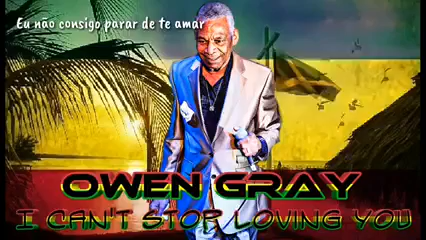 Eu não consigo parar de te amar
OWEN GRAY
I CAN'T STOP LOVING YOU